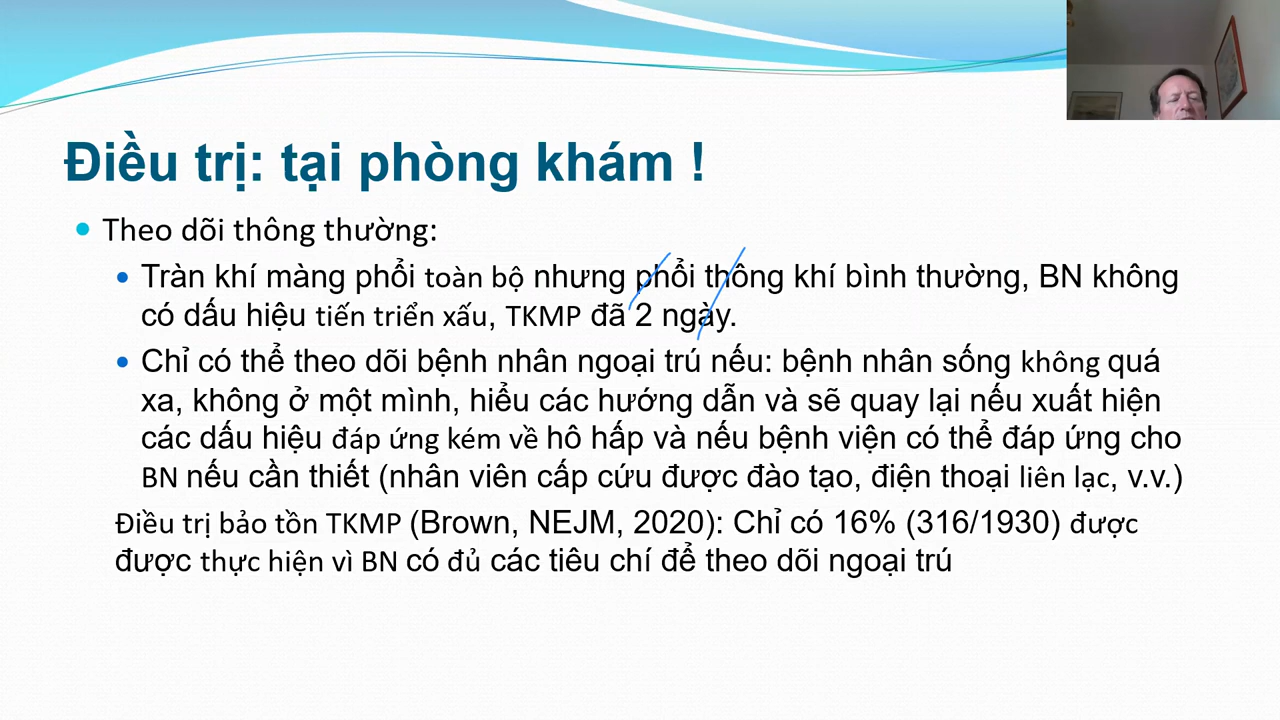 Điều trị: tại phòng khám !
Theo dõi thông thường:
Tràn khí màng phổi toàn bộ nhưng phổi thông khí bình thường, BN không
có dấu hiệu tiến triển xấu, TKMP đã 2 ngày.
Chỉ có thể theo dõi bệnh nhân ngoại trú nếu: bệnh nhân sống không quá
xa, không ở một mình, hiểu các hướng dẫn và sẽ quay lại nếu xuất hiện
các dấu hiệu đáp ứng kém về hô hấp và nếu bệnh viện có thể đáp ứng cho
BN nếu cần thiết (nhân viên cấp cứu được đào tạo, điện thoại liên lạc, v.v.)
Điều trị bảo tồn TKMP (Brown, NEJM, 2020): Chỉ có 16% (316/1930) được
được thực hiện vì BN có đủ các tiêu chí để theo dõi ngoại trú